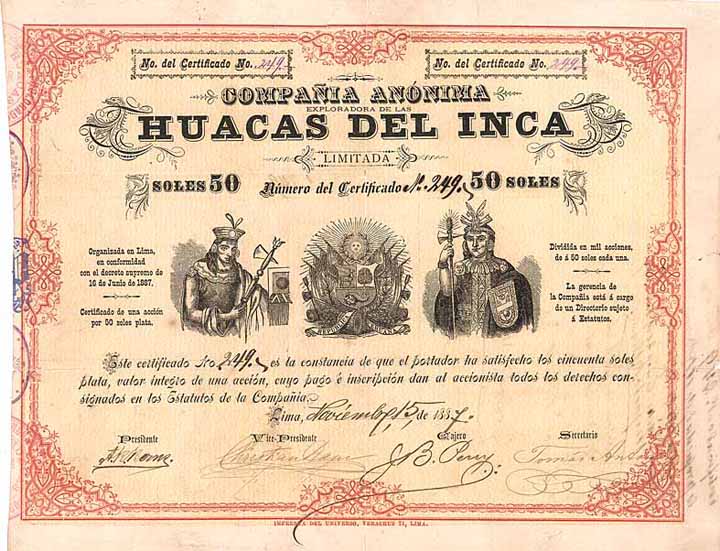 No. del Certificado No. 249.
No. del Certificado No. 249.
COMPAÑIA ANÓNIMA
EXPLORADORA DE LAS
HUACAS DEL INCA
LIMITADA
SOLES 50 Número del Certificado No. 249. 50 SOLES
Organizada en Lima,
en conformidad
con el decreto supremo de
16 de Junio de 1887.
Certificado de una acción
por 50 soles plata.
Dividida en mil acciones,
de á 50 soles cada una.
La gerencia de
la Compañia está á cargo
de un Directorio sujeto
á Estatutos.
REPUBLICA PERUANA
Este certificado No. 249. es la constancia de que el portador ha satisfecho los cincuenta soles
plata, valor integro de una acción, cuyo pago é inscripción dan al accionista todos los derechos con-
signados en los Estatutos de la Compañia.
Lima, Noviembre 15 de 1887.
Presidente Vice-Presidente Cajero Secretario
J. B. Perry
IMPRENTA DEL UNIVERSO, VERACRUZ 71, LIMA.